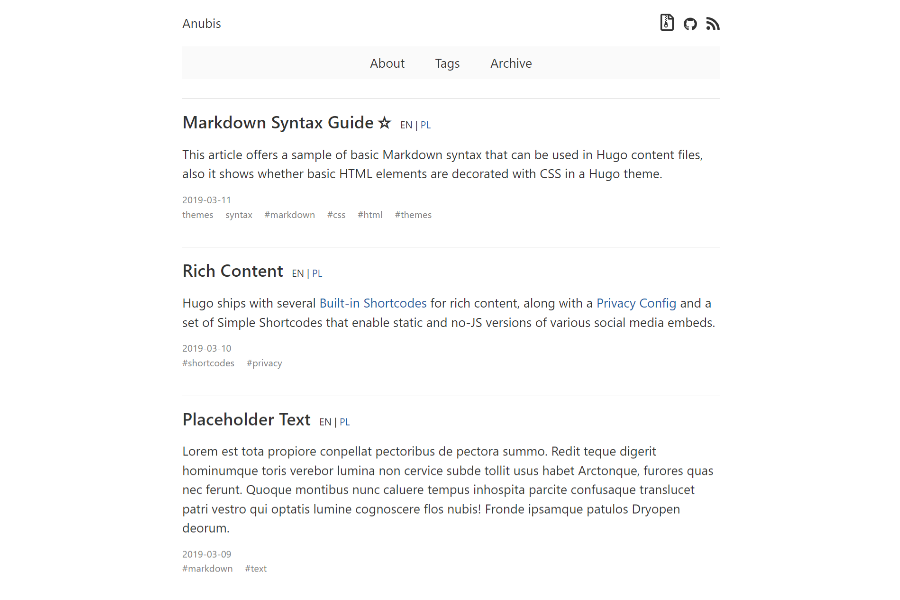 Anubis
About Tags Archive
Markdown Syntax Guide ☆ EN | PL
This article offers a sample of basic Markdown syntax that can be used in Hugo content files,
also it shows whether basic HTML elements are decorated with CSS in a Hugo theme.
2019-03-11
themes syntax #markdown #css #html #themes
Rich Content EN | PL
Hugo ships with several Built-in Shortcodes for rich content, along with a Privacy Config and a
set of Simple Shortcodes that enable static and no-JS versions of various social media embeds.
2019-03-10
#shortcodes #privacy
Placeholder Text EN | PL
Lorem est tota propiore conpellat pectoribus de pectora summo. Redit teque digerit
hominumque toris verebor lumina non cervice subde tollit usus habet Arctonque, furores quas
nec ferunt. Quoque montibus nunc caluere tempus inhospita parcite confusaque translucet
patri vestro qui optatis lumine cognoscere flos nubis! Fronde ipsamque patulos Dryopen
deorum.
2019-03-09
#markdown #text